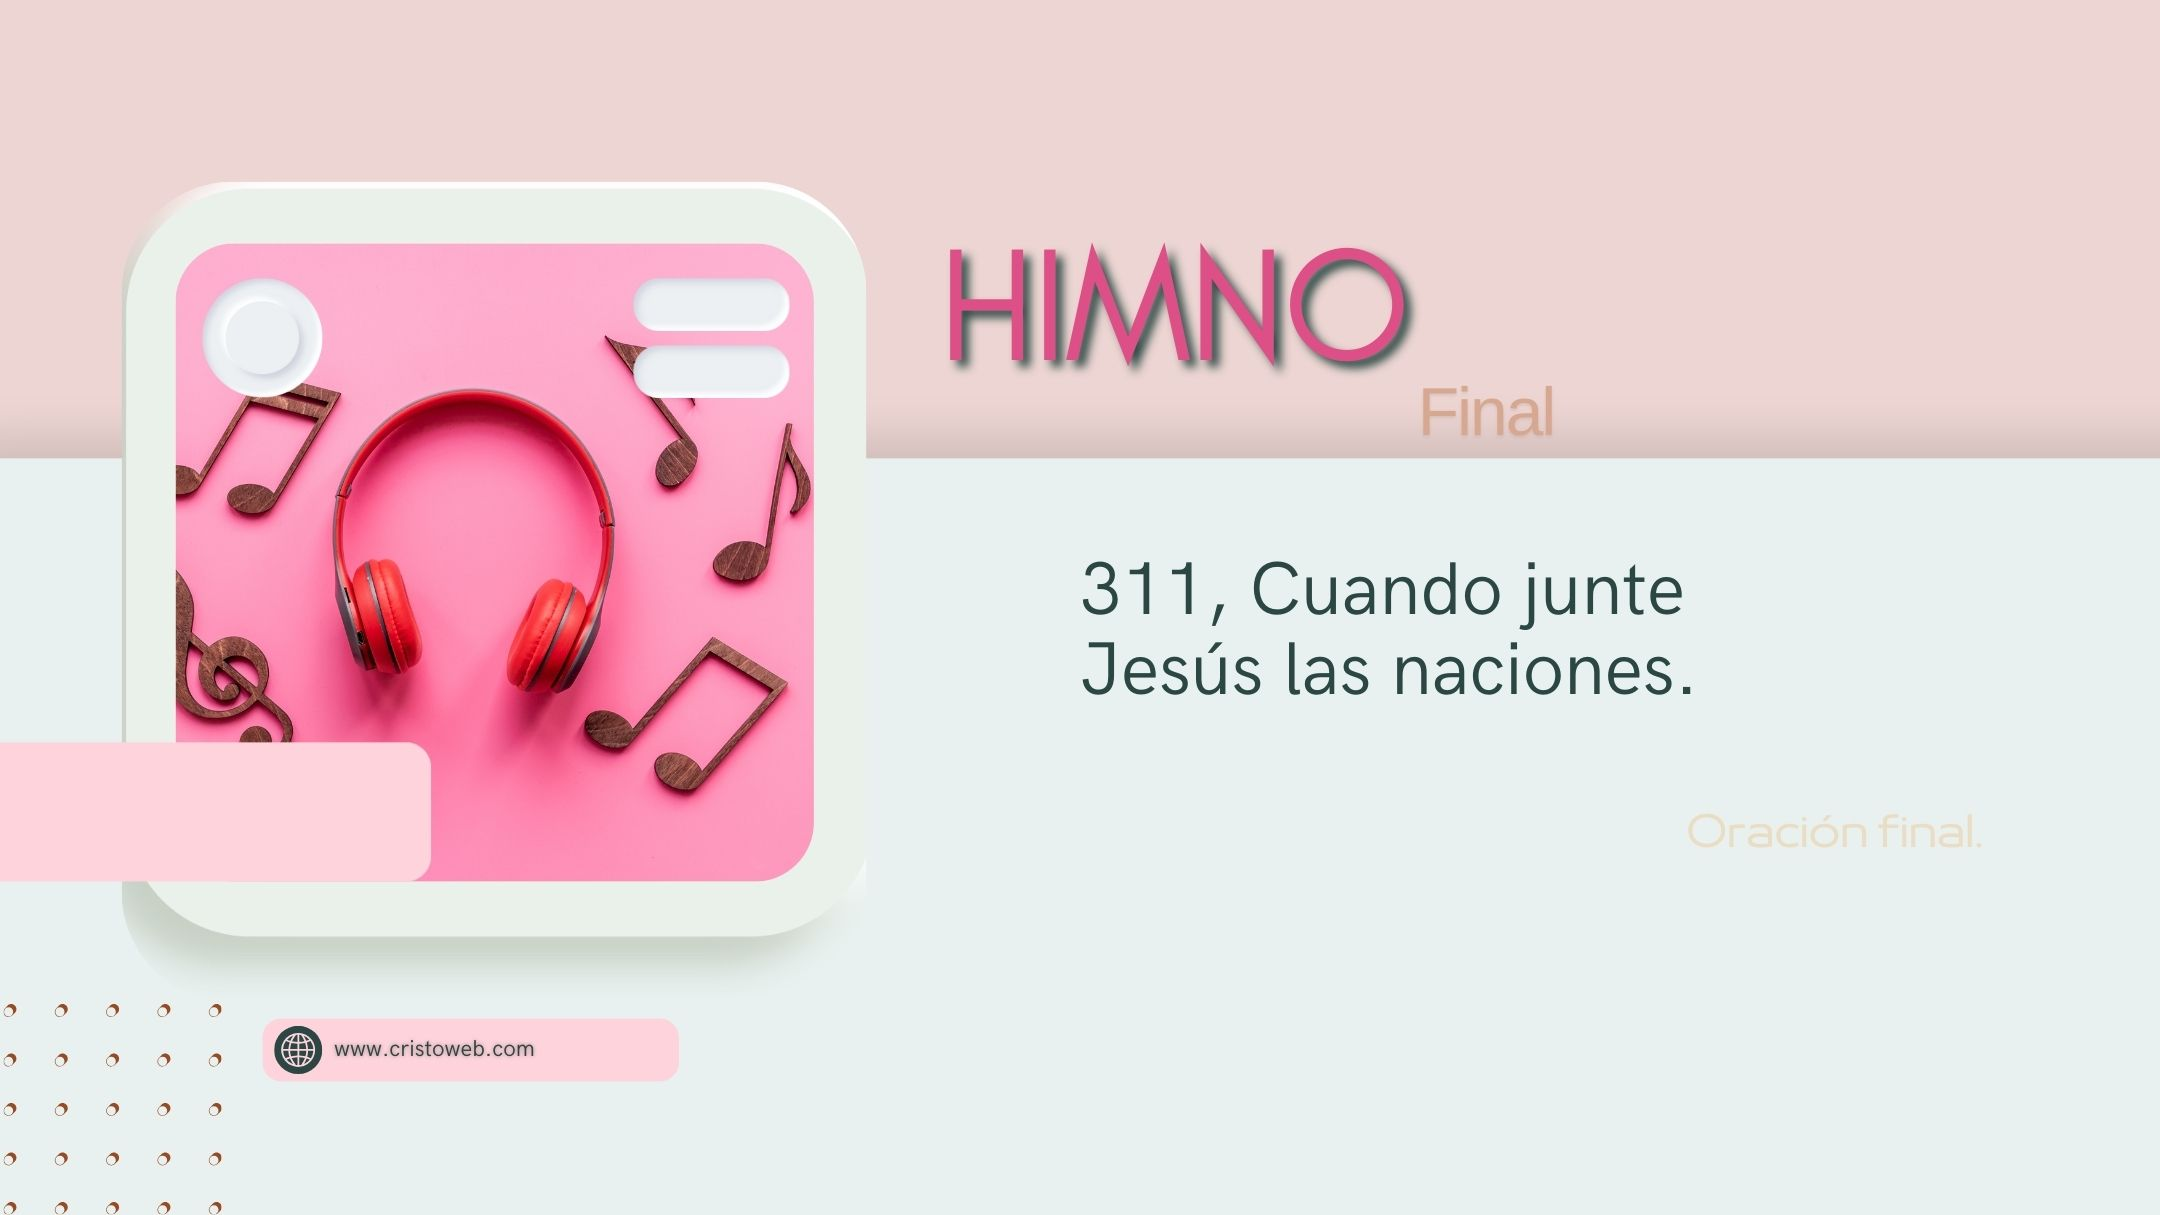 HIMNO
Final
311, Cuando junte
Jesús las naciones.
Oración final.
www.cristoweb.com